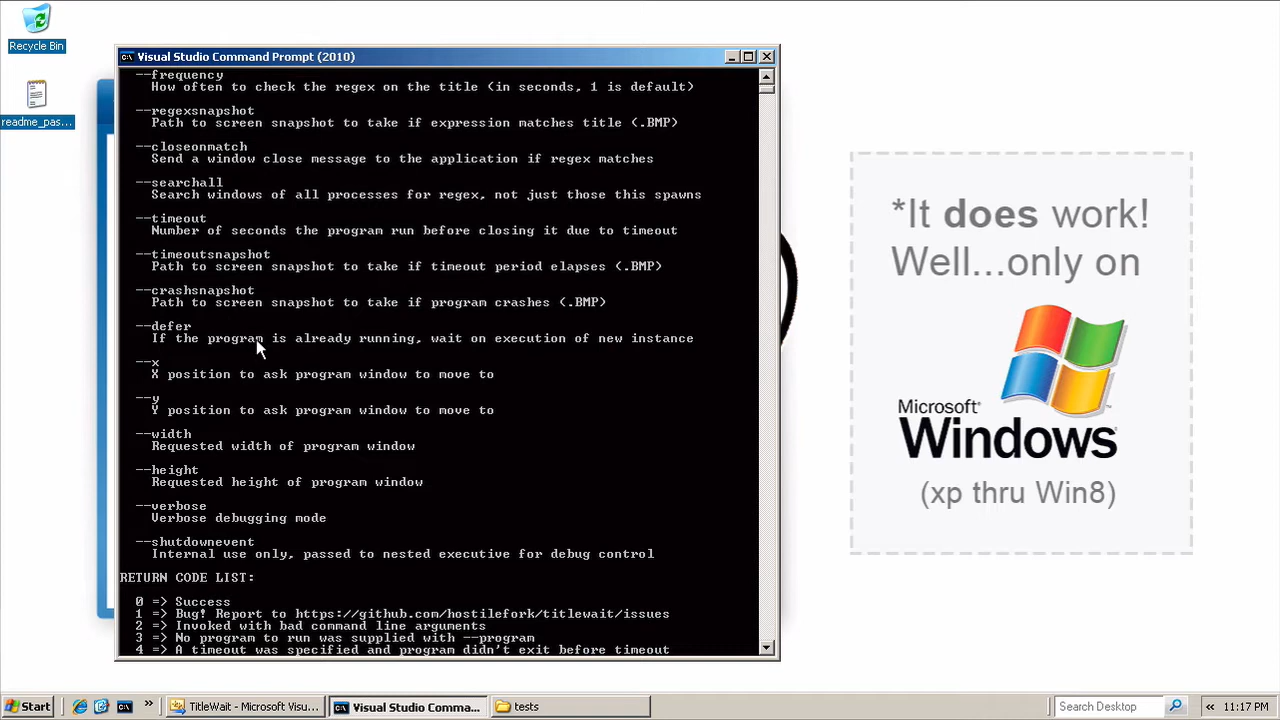 Recycle Bin
readme_pas...
Visual Studio Command Prompt (2010)
--frequency
How often to check the regex on the title (in seconds, 1 is default)
--regexsnapshot
Path to screen snapshot to take if expression matches title (.BMP)
--closeonmatch
Send window close message to the application if regex matches
--searchall
Search windows of all processes for regex, not just those this spawns
--timeout
Number of seconds the program run before closing it due to timeout
--timeoutsnapshot
Path to screen snapshot to take if timeout period elapses (.BMP)
--crashsnapshot
Path to screen snapshot to take if program crashes (.BMP)
--defer
If the program is already running, wait on execution of new instance
--x
X position to ask program window to move to
--y
Y position to ask program window to move to
--width
Requested width of program window
--height
Requested height of program window
--verbose
Verbose debugging mode
--shutdownevent
Internal use only, passed to nested executive for debug control
RETURN CODE LIST:
0 => Success
1 => Bug! Report to https://github.com/hostilefork/titlewait/issues
2 => Invoked with bad command line arguments
3 => No program to run was supplied with --program
4 => A timeout was specified and program didn't exit before timeout
*It does work!
Well...only on
Microsoft®
Windows
(xp thru Win8)
Start
»
TitleWait - Microsoft Visu...
Visual Studio Comma...
tests
Search Desktop
«
11:17 PM